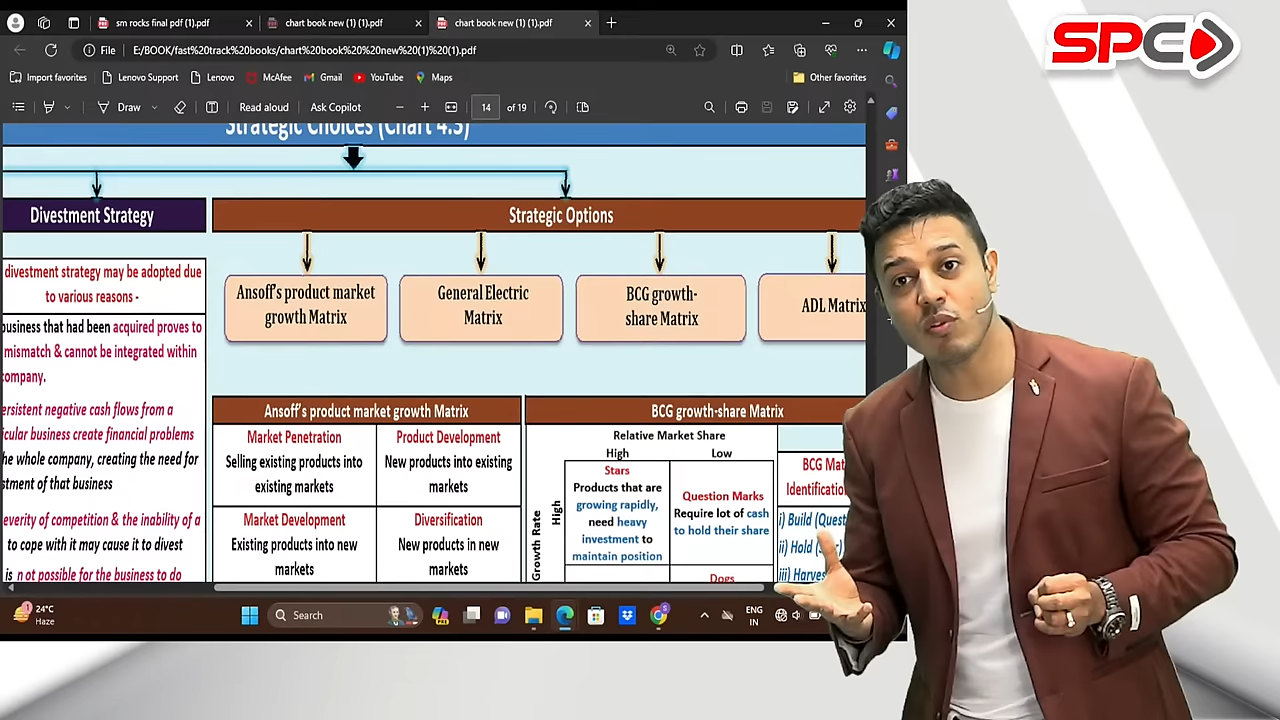 sm rocks final pdf (1).pdf
chart book new (1) (1).pdf
chart book new (1) (1).pdf
SPC
File
E:/BOOK/fast%20track%20books/chart%20book%20new%20(1)%20(1).pdf
Import favorites
Lenovo Support
Lenovo
McAfee
Gmail
YouTube
Maps
Other favorites
Draw
Read aloud
Ask Copilot
14
of 19
Strategic Choices (Chart 4.3)
Divestment Strategy
Strategic Options
divestment strategy may be adopted due
to various reasons -
Ansoff's product market
growth Matrix
General Electric
Matrix
BCG growth-
share Matrix
ADL Matrix
business that had been acquired proves to
mismatch & cannot be integrated within
company.
ersistent negative cash flows from a
icular business create financial problems
he whole company, creating the need for
stment of that business
everity of competition & the inability of a
to cope with it may cause it to divest
is not possible for the business to do
Ansoff's product market growth Matrix
Market Penetration
Selling existing products into
existing markets
Product Development
New products into existing
markets
Market Development
Existing products into new
markets
Diversification
New products in new
markets
BCG growth-share Matrix
Relative Market Share
High
Low
Growth Rate
High
Stars
Products that are
growing rapidly,
need heavy
investment to
maintain position
Question Marks
Require lot of cash
to hold their share
Dogs
BCG Mat
Identification
i) Build (Quest
ii) Hold (Star)
iii) Harves
1
24°C
Haze
Search
ENG
IN